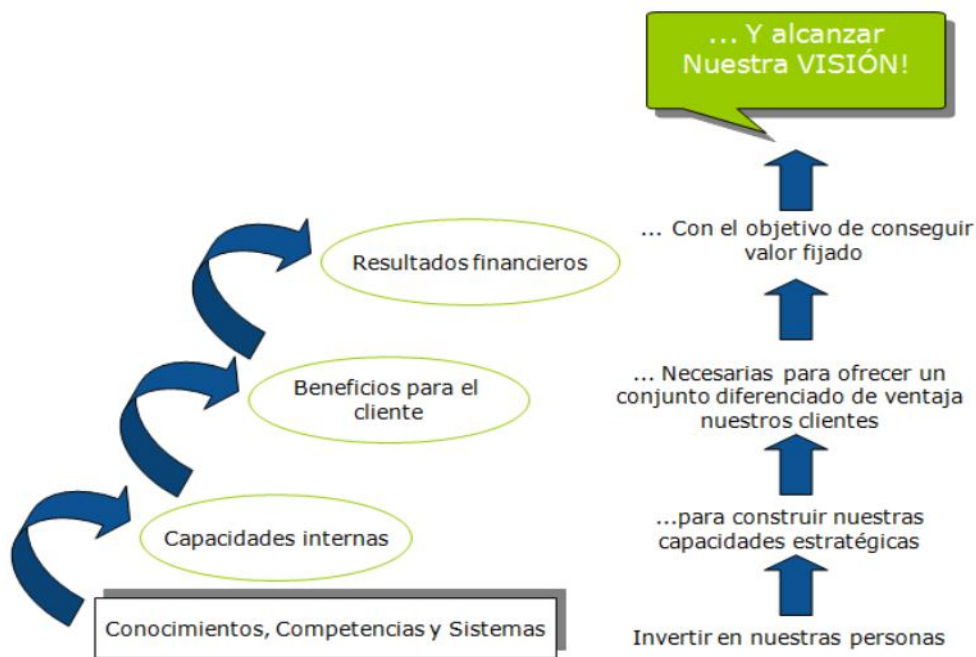 ... Y alcanzar
Nuestra VISIÓN!
... Con el objetivo de conseguir
valor fijado
Resultados financieros
... Necesarias para ofrecer un
conjunto diferenciado de ventaja
nuestros clientes
Beneficios para el
cliente
...para construir nuestras
capacidades estratégicas
Capacidades internas
Conocimientos, Competencias y Sistemas
Invertir en nuestras personas